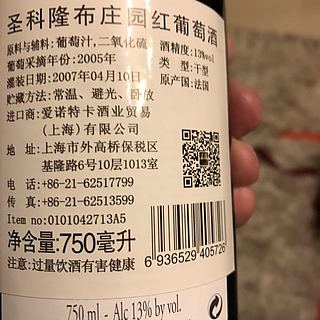 圣科隆布庄园红葡萄酒
原料与辅料:葡萄汁,二氧化硫 酒精度:13%vol
葡萄采摘年份:2005年 类 型:干型
灌装日期:2007年04月10日 原产国:法国
贮藏方法:常温、避光、卧放
进口商:爱诺特卡酒业贸易
(上海)有限公司
地 址:上海市外高桥保税区
基隆路6号10层1013室
电 话:+86-21-62517799
传 真:+86-21-62513599
Item no:0101042713A5
净含量:750毫升
6 936529 405726
注意:过量饮酒有害健康
750 ml - Alc 13% by vol.